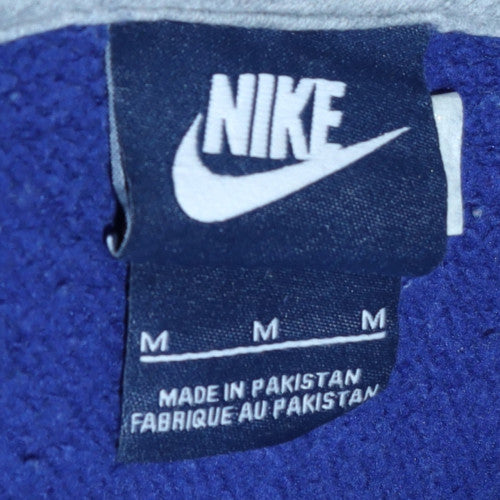 NIKE
M M M
MADE IN PAKISTAN
FABRIQUE AU PAKISTAN